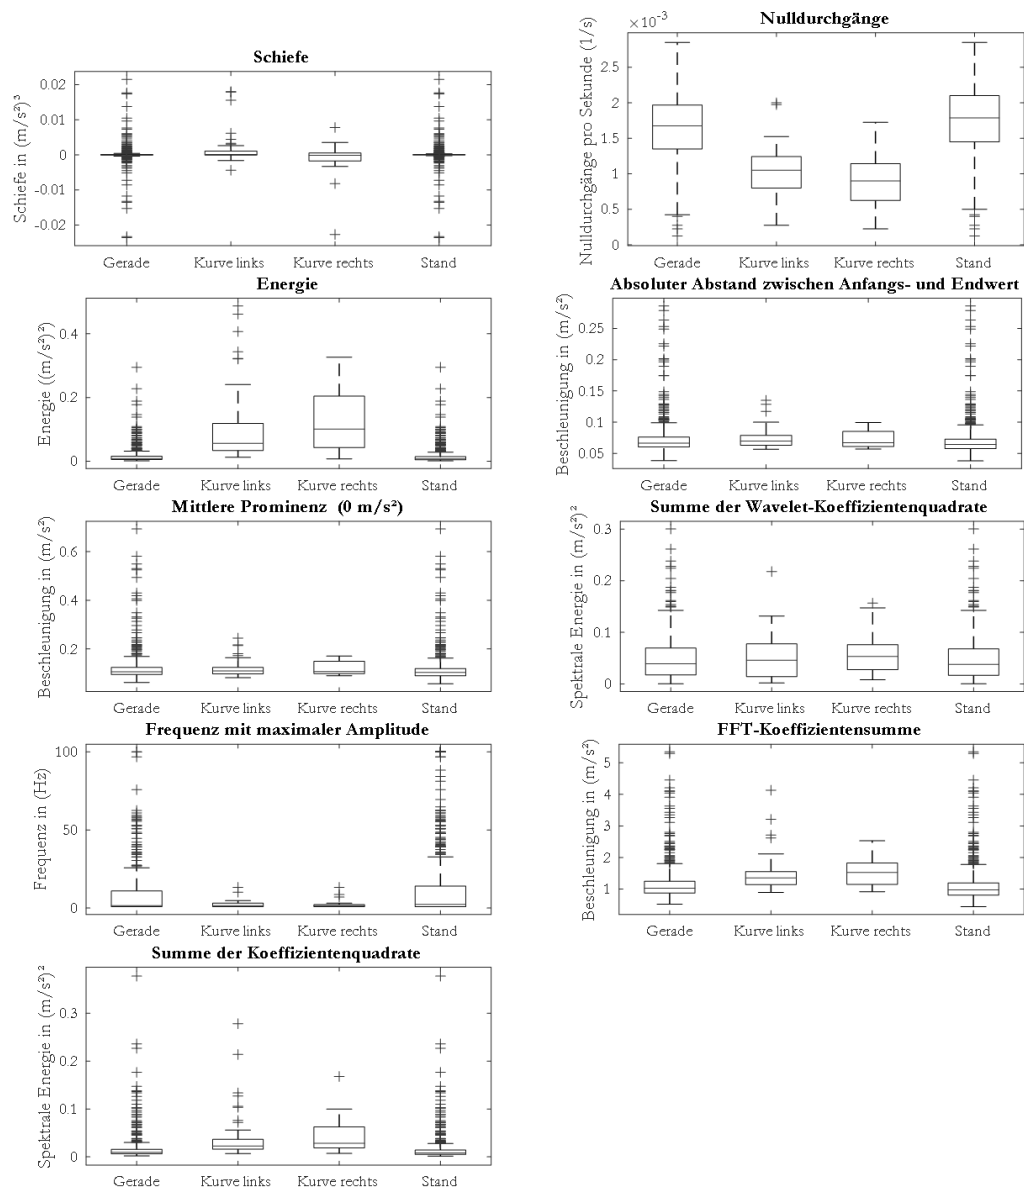 Schiefe
Schiefe in (m/s²)³
0.02
0.01
0
-0.01
-0.02
Gerade Kurve links Kurve rechts Stand
Nulldurchgänge
×10⁻³
Nulldurchgänge pro Sekunde (1/s)
2.5
2
1.5
1
0.5
0
Gerade Kurve links Kurve rechts Stand
Energie
Energie ((m/s²)²)
0.4
0.2
0
Gerade Kurve links Kurve rechts Stand
Absoluter Abstand zwischen Anfangs- und Endwert
Beschleunigung in (m/s²)
0.25
0.2
0.15
0.1
0.05
Gerade Kurve links Kurve rechts Stand
Mittlere Prominenz (0 m/s²)
Beschleunigung in (m/s²)
0.6
0.4
0.2
Gerade Kurve links Kurve rechts Stand
Summe der Wavelet-Koeffizientenquadrate
Spektrale Energie in (m/s²)²
0.3
0.2
0.1
0
Gerade Kurve links Kurve rechts Stand
Frequenz mit maximaler Amplitude
Frequenz in (Hz)
100
50
0
Gerade Kurve links Kurve rechts Stand
FFT-Koeffizientensumme
Beschleunigung in (m/s²)
5
4
3
2
1
Gerade Kurve links Kurve rechts Stand
Summe der Koeffizientenquadrate
Spektrale Energie in (m/s²)²
0.3
0.2
0.1
0
Gerade Kurve links Kurve rechts Stand